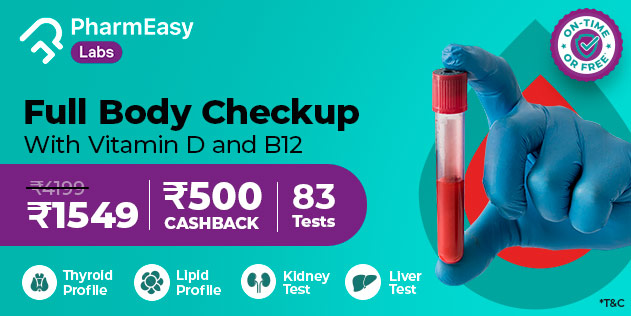 PharmEasy
Labs
ON-TIME
OR FREE
Full Body Checkup
With Vitamin D and B12
₹4199
₹1549
₹500
CASHBACK
83
Tests
Thyroid
Profile
Lipid
Profile
Kidney
Test
Liver
Test
*T&C